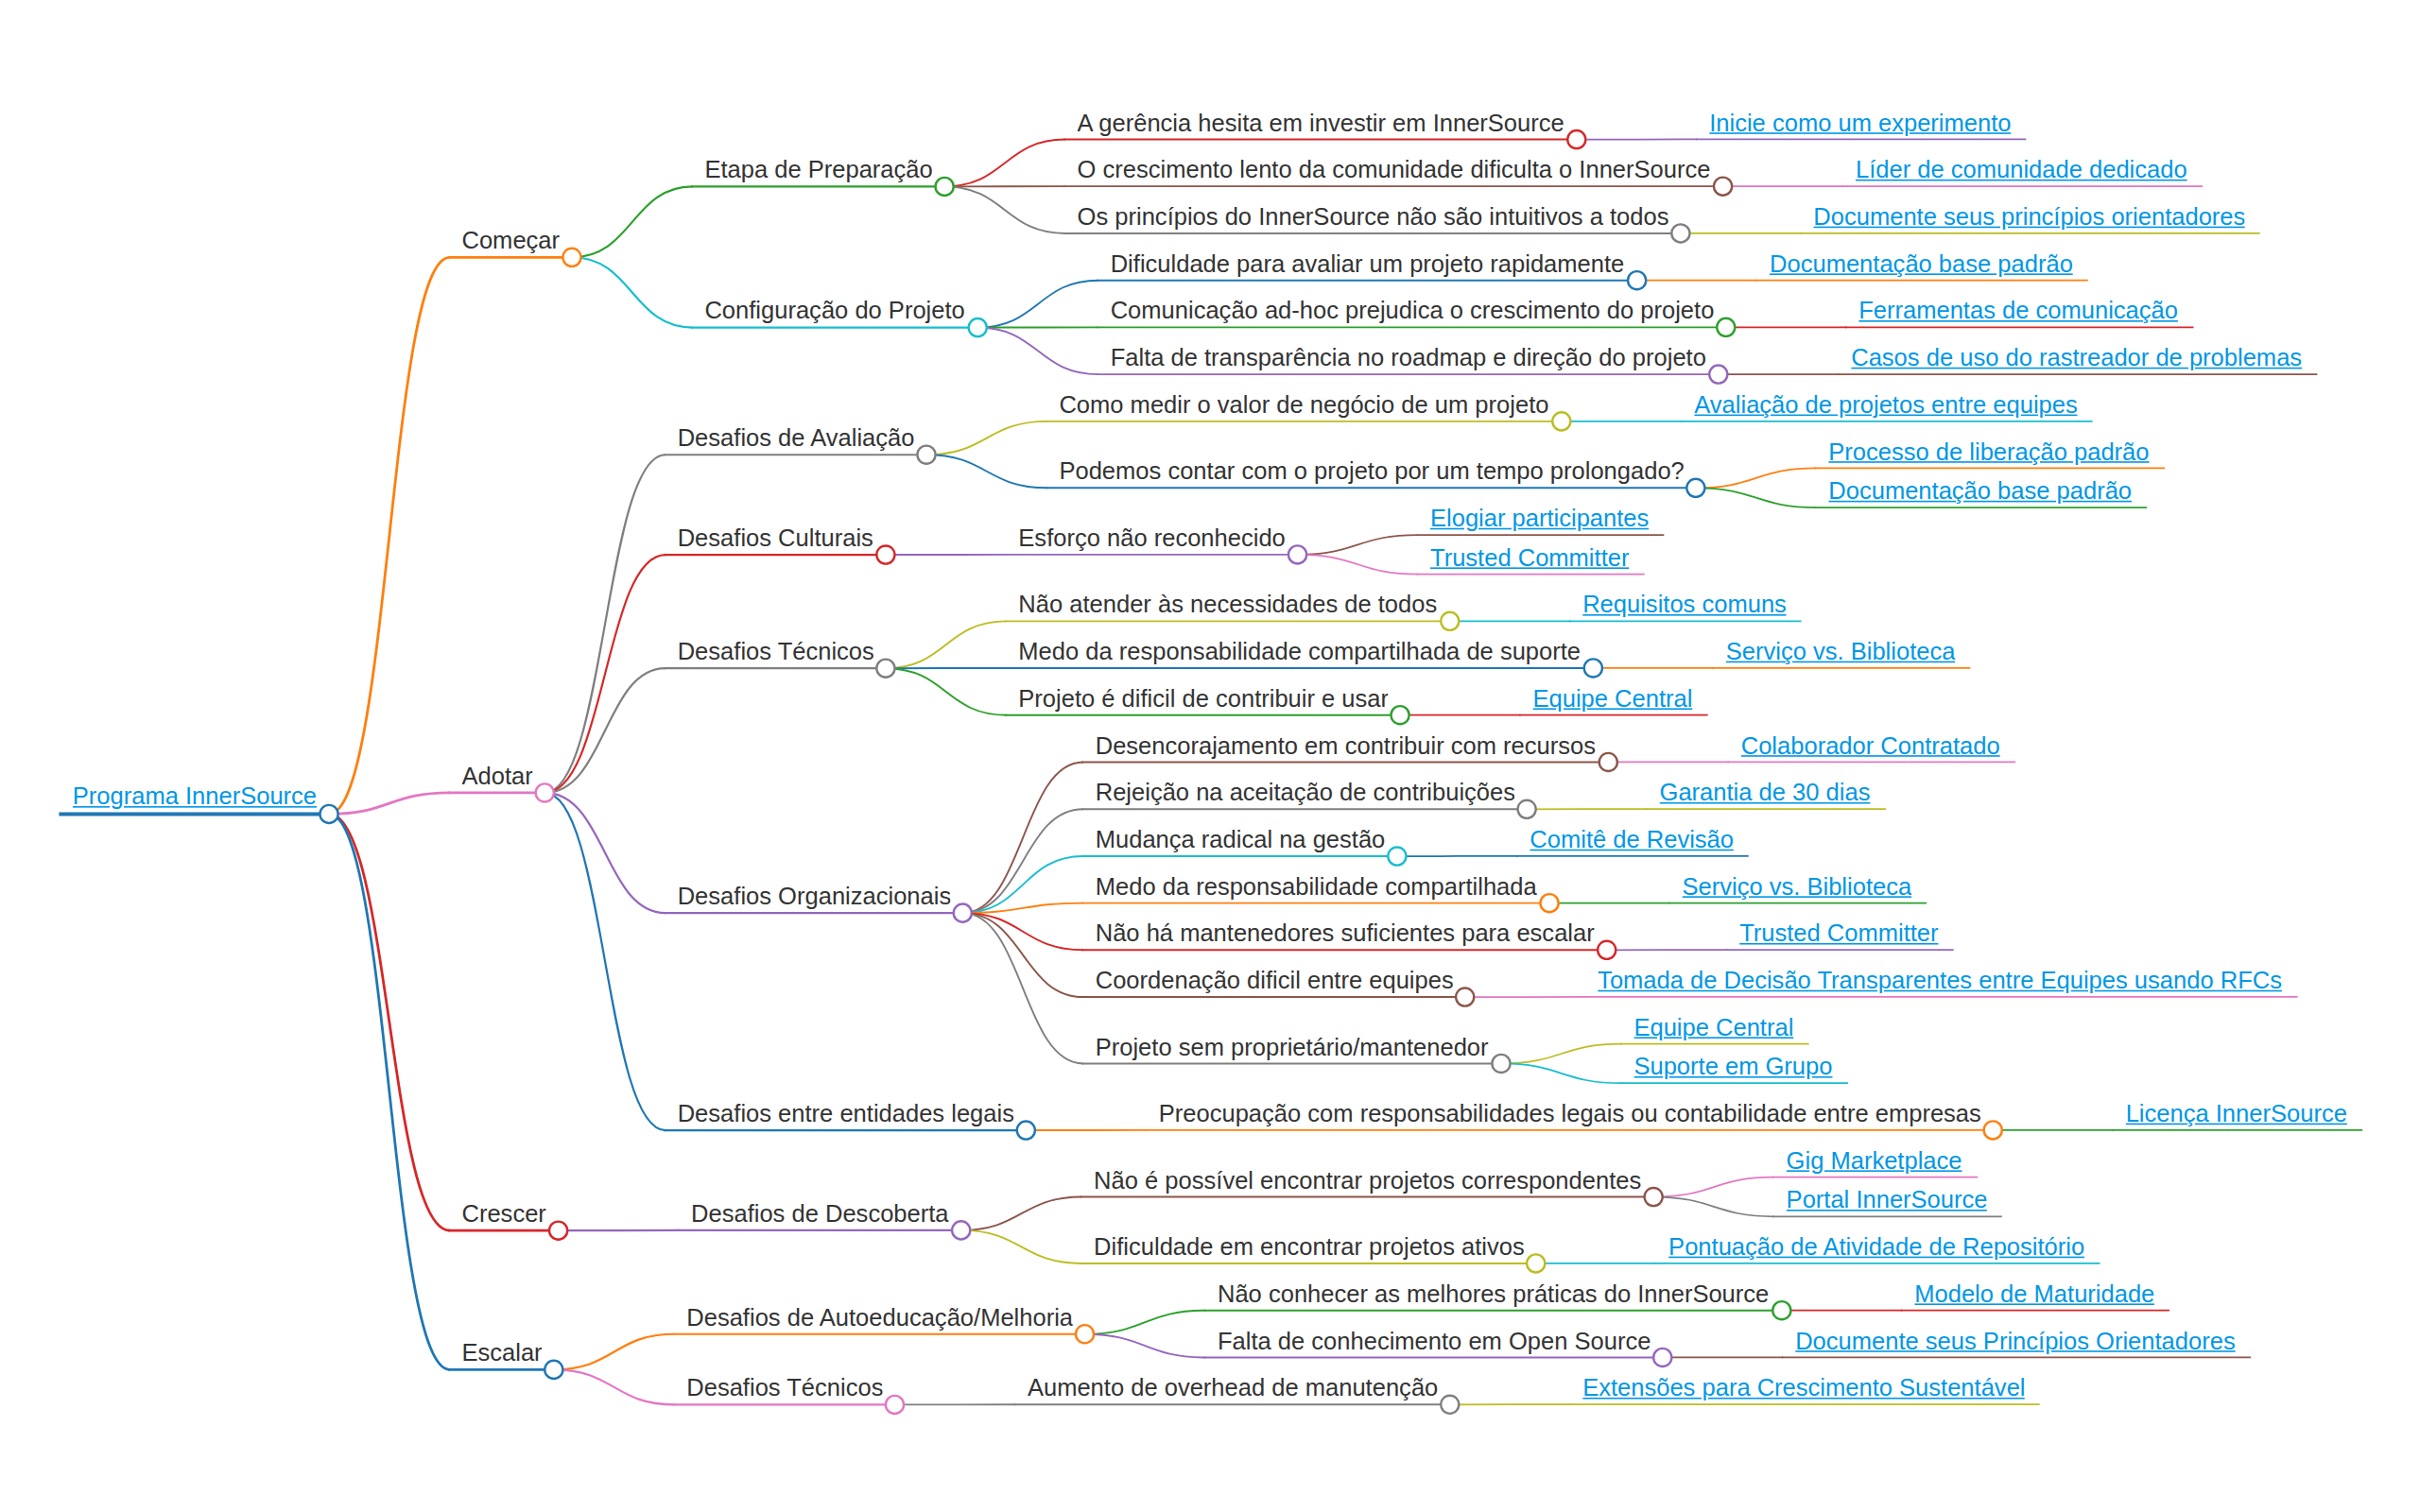 Programa InnerSource
Começar
Etapa de Preparação
A gerência hesita em investir em InnerSource
Inicie como um experimento
O crescimento lento da comunidade dificulta o InnerSource
Líder de comunidade dedicado
Os princípios do InnerSource não são intuitivos a todos
Documente seus princípios orientadores
Configuração do Projeto
Dificuldade para avaliar um projeto rapidamente
Documentação base padrão
Comunicação ad-hoc prejudica o crescimento do projeto
Ferramentas de comunicação
Falta de transparência no roadmap e direção do projeto
Casos de uso do rastreador de problemas
Adotar
Desafios de Avaliação
Como medir o valor de negócio de um projeto
Avaliação de projetos entre equipes
Podemos contar com o projeto por um tempo prolongado?
Processo de liberação padrão
Documentação base padrão
Desafios Culturais
Esforço não reconhecido
Elogiar participantes
Trusted Committer
Desafios Técnicos
Não atender às necessidades de todos
Requisitos comuns
Medo da responsabilidade compartilhada de suporte
Serviço vs. Biblioteca
Projeto é dificil de contribuir e usar
Equipe Central
Desafios Organizacionais
Desencorajamento em contribuir com recursos
Colaborador Contratado
Rejeição na aceitação de contribuições
Garantia de 30 dias
Mudança radical na gestão
Comitê de Revisão
Medo da responsabilidade compartilhada
Serviço vs. Biblioteca
Não há mantenedores suficientes para escalar
Trusted Committer
Coordenação dificil entre equipes
Tomada de Decisão Transparentes entre Equipes usando RFCs
Projeto sem proprietário/mantenedor
Equipe Central
Suporte em Grupo
Desafios entre entidades legais
Preocupação com responsabilidades legais ou contabilidade entre empresas
Licença InnerSource
Crescer
Desafios de Descoberta
Não é possível encontrar projetos correspondentes
Gig Marketplace
Portal InnerSource
Dificuldade em encontrar projetos ativos
Pontuação de Atividade de Repositório
Escalar
Desafios de Autoeducação/Melhoria
Não conhecer as melhores práticas do InnerSource
Modelo de Maturidade
Falta de conhecimento em Open Source
Documente seus Princípios Orientadores
Desafios Técnicos
Aumento de overhead de manutenção
Extensões para Crescimento Sustentável